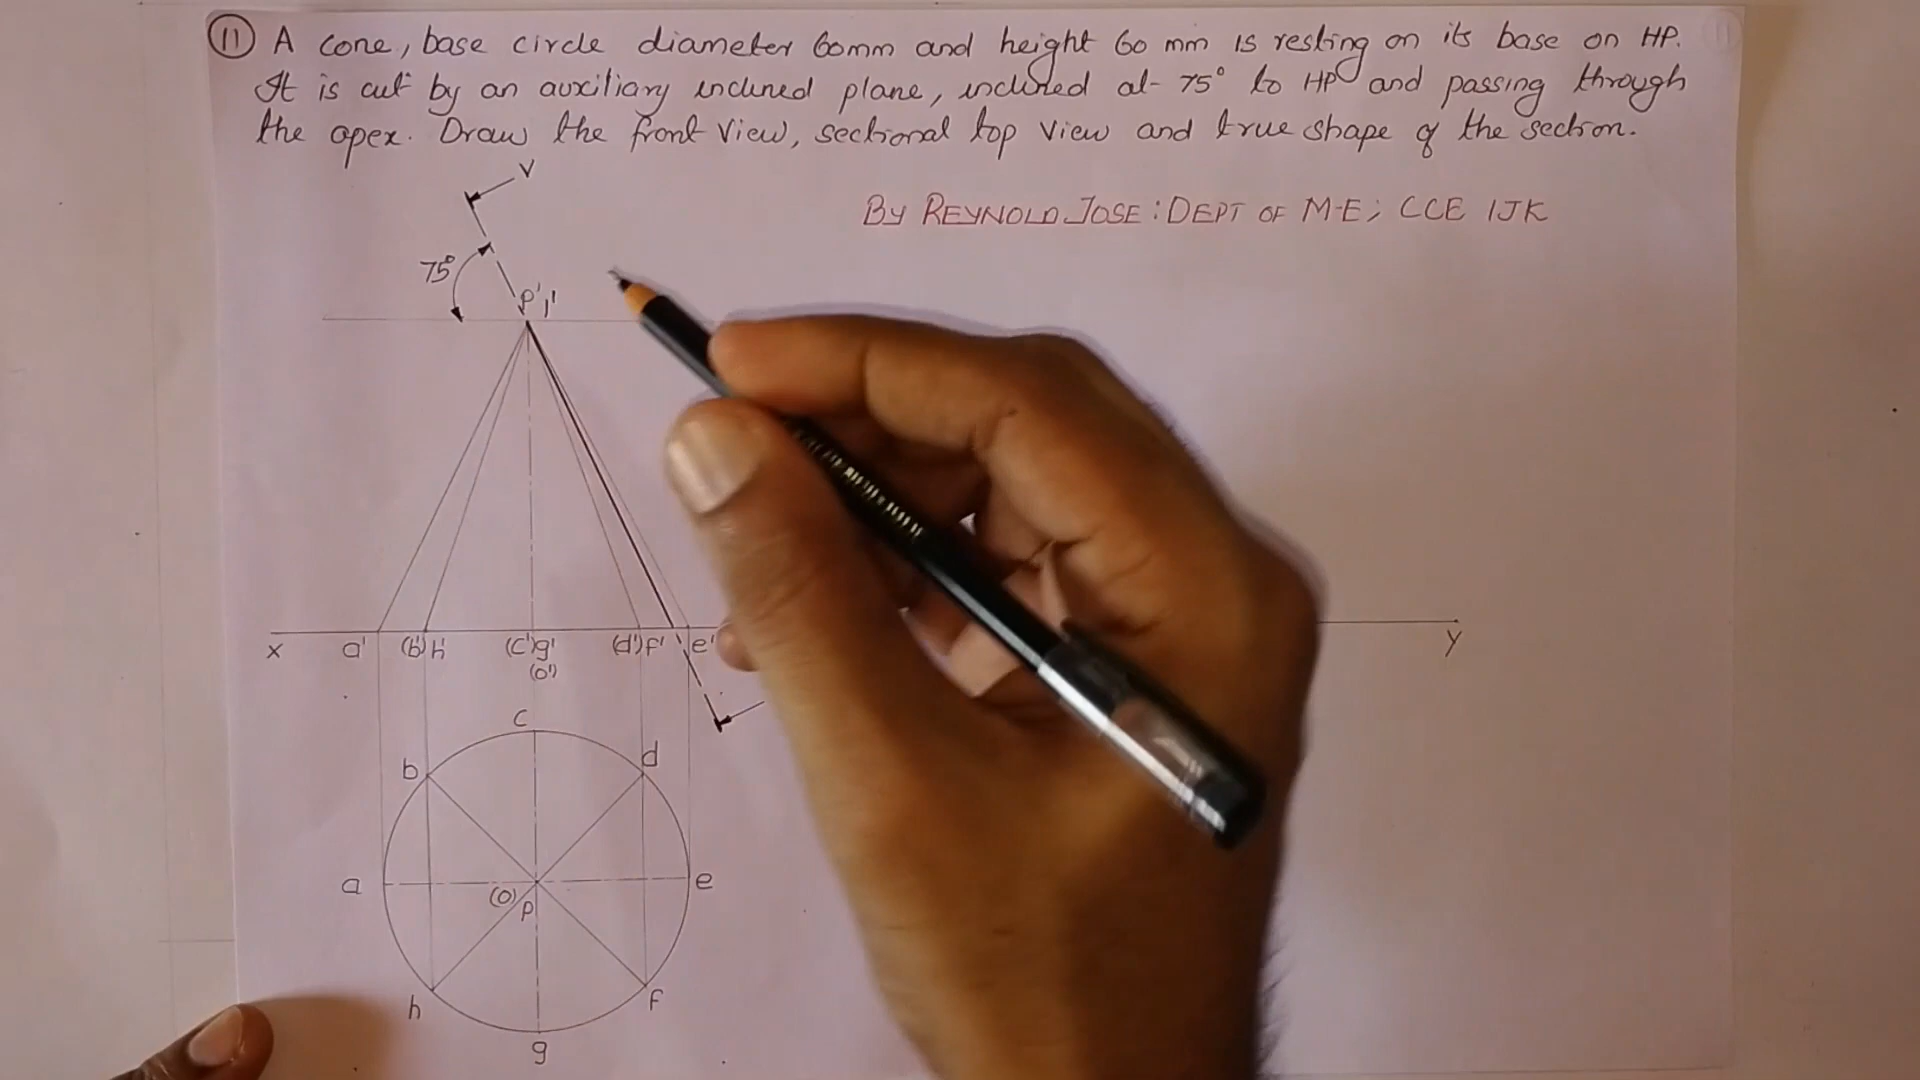 11 A cone, base circle diameter 60mm and height 60 mm is resting on its base on HP.
It is cut by an auxiliary inclined plane, inclined at 75° to HP and passing through
the apex. Draw the front view, sectional top view and true shape of the section.
V
By REYNOLD JOSE : DEPT OF M-E; CCE IJK
75°
p' 1'
x a' (b')h' (c')g' (d')f' e' y
(o')
c
b d
a (o) e
p
h f
g